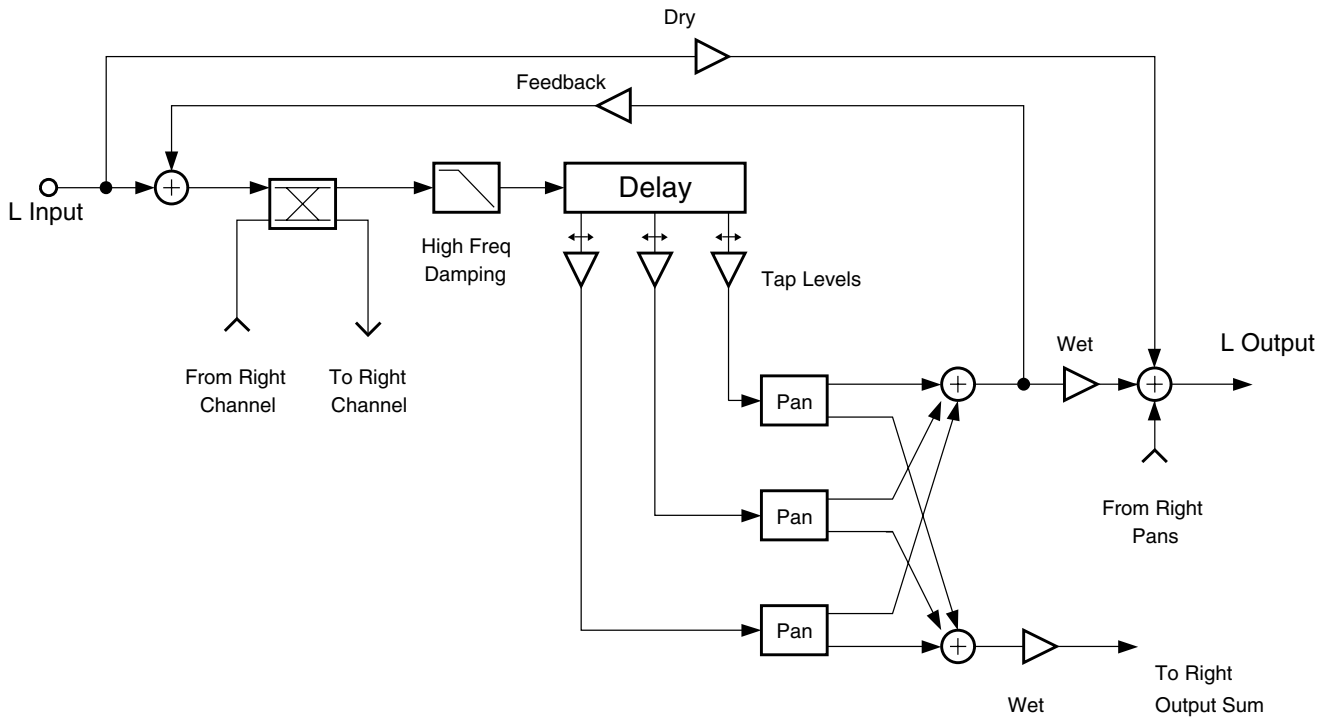 Dry
Feedback
L Input
Delay
High Freq
Damping
Tap Levels
From Right
Channel
To Right
Channel
Pan
Wet
L Output
Pan
From Right
Pans
Pan
Wet
To Right
Output Sum